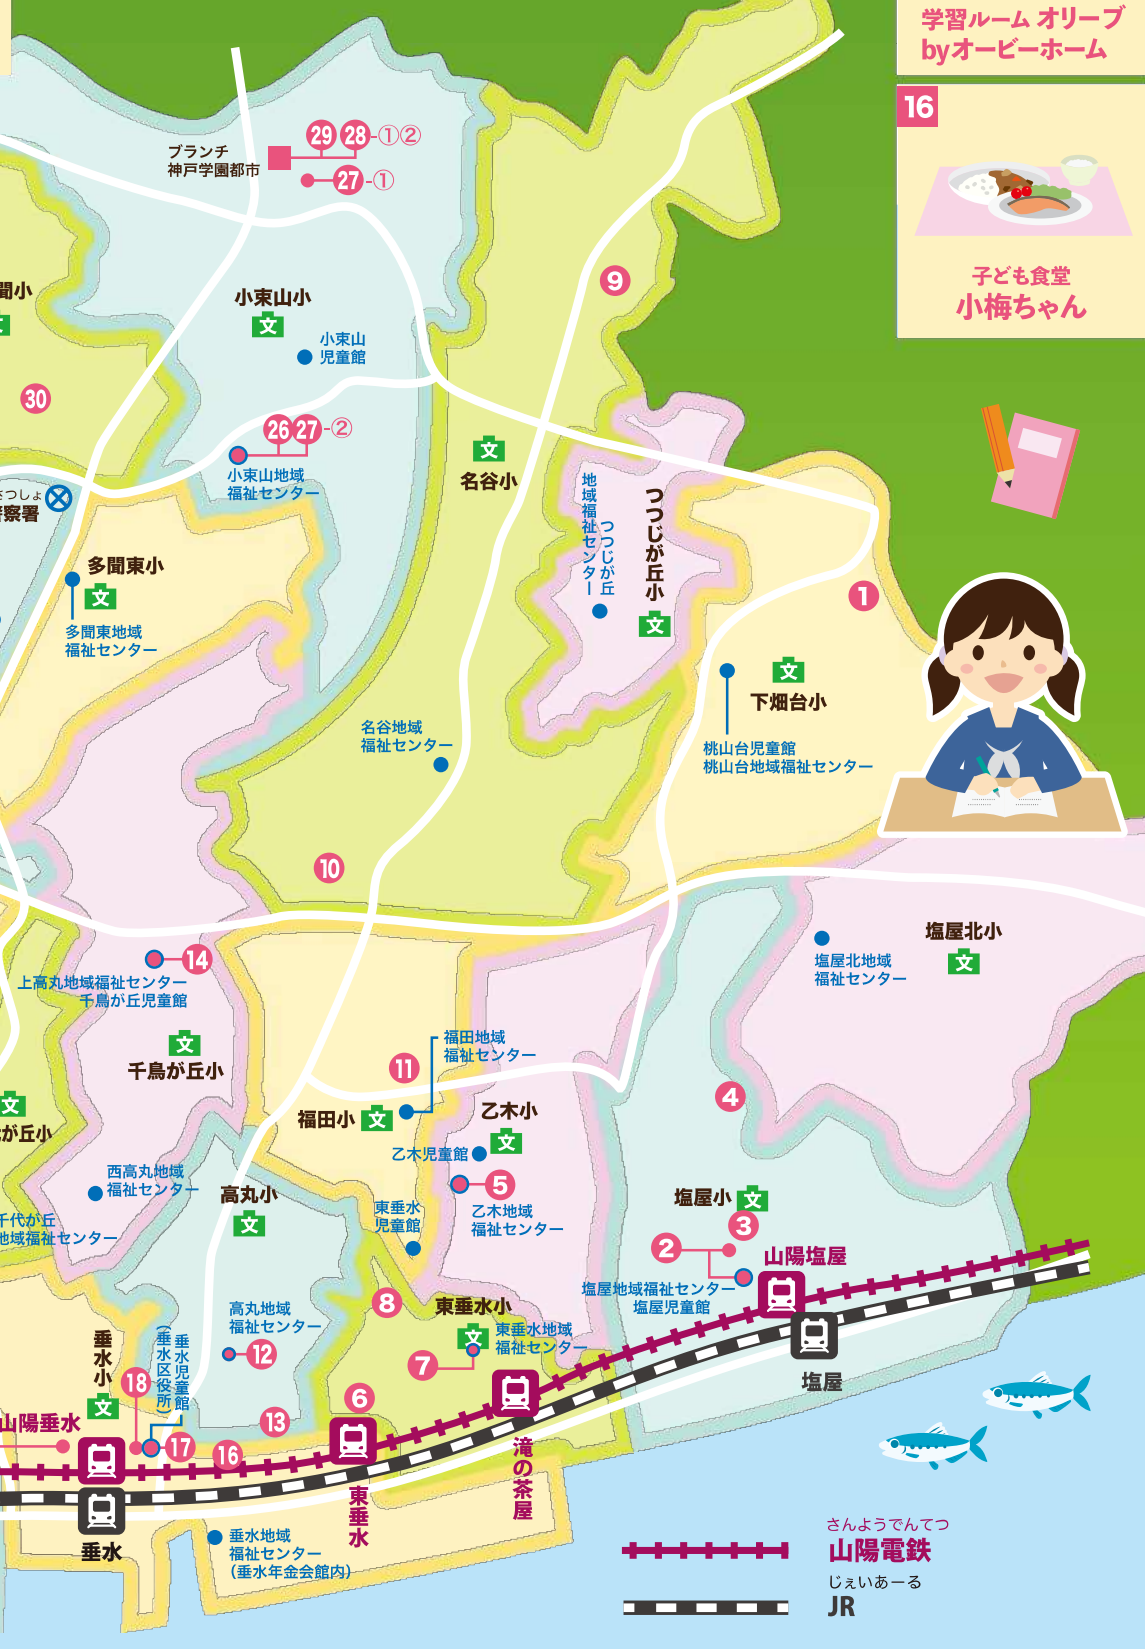 学習ルーム オリーブ
byオービーホーム
16
子ども食堂
小梅ちゃん
ブランチ
神戸学園都市
29 28-①②
27-①
9
聞小
文
小束山小
文
小束山
児童館
30
26 27-②
小束山地域
福祉センター
文
名谷小
さつしょ
察署
地域福祉センター
つつじが丘
つつじが丘小
文
多聞東小
文
多聞東地域
福祉センター
1
文
下畑台小
桃山台児童館
桃山台地域福祉センター
名谷地域
福祉センター
10
塩屋北小
文
塩屋北地域
福祉センター
14
上高丸地域福祉センター
千鳥が丘児童館
文
千鳥が丘小
福田地域
福祉センター
11
福田小 文
4
乙木小
文
乙木児童館
5
乙木地域
福祉センター
文
が丘小
西高丸地域
福祉センター
千代が丘
地域福祉センター
高丸小
文
東垂水
児童館
塩屋小 文
3
2
塩屋地域福祉センター
塩屋児童館
山陽塩屋
塩屋
8
東垂水小
文
東垂水地域
福祉センター
7
高丸地域
福祉センター
12
垂水小
文
18
垂水児童館
(垂水区役所)
17
16
13
6
山陽垂水
垂水
東垂水
滝の茶屋
垂水地域
福祉センター
(垂水年金会館内)
さんようでんてつ
山陽電鉄
じぇいあーる
JR